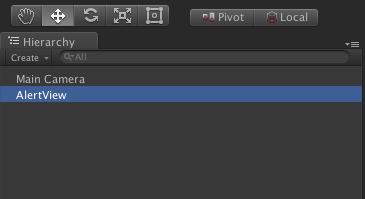 Pivot Local
Hierarchy
Create All
Main Camera
AlertView